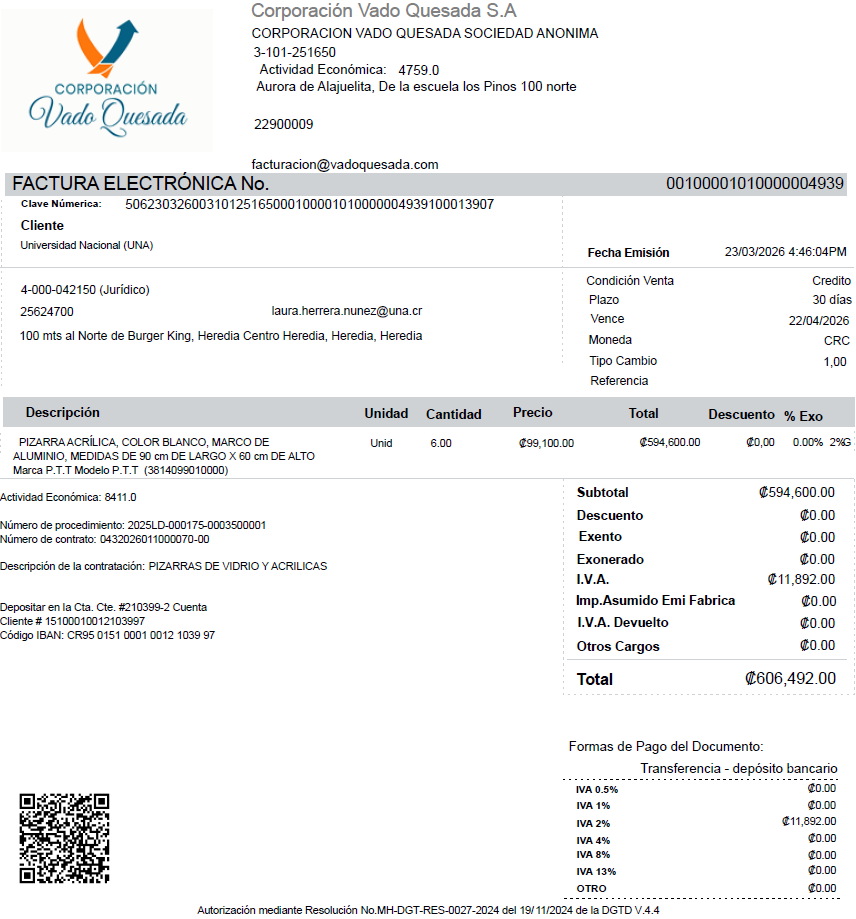 CORPORACIÓN
Vado Quesada
Corporación Vado Quesada S.A
CORPORACION VADO QUESADA SOCIEDAD ANONIMA
3-101-251650
Actividad Económica: 4759.0
Aurora de Alajuelita, De la escuela los Pinos 100 norte
22900009
facturacion@vadoquesada.com
FACTURA ELECTRÓNICA No. 00100001010000004939
Clave Númerica: 50623032600310125165000100001010000004939100013907
Cliente
Universidad Nacional (UNA)
Fecha Emisión 23/03/2026 4:46:04PM
4-000-042150 (Jurídico)
25624700 laura.herrera.nunez@una.cr
100 mts al Norte de Burger King, Heredia Centro Heredia, Heredia, Heredia
Condición Venta Credito
Plazo 30 días
Vence 22/04/2026
Moneda CRC
Tipo Cambio 1,00
Referencia
Descripción Unidad Cantidad Precio Total Descuento % Exo
PIZARRA ACRÍLICA, COLOR BLANCO, MARCO DE Unid 6.00 ₡99,100.00 ₡594,600.00 ₡0,00 0.00% 2%G
ALUMINIO, MEDIDAS DE 90 cm DE LARGO X 60 cm DE ALTO
Marca P.T.T Modelo P.T.T (3814099010000)
Actividad Económica: 8411.0
Número de procedimiento: 2025LD-000175-0003500001
Número de contrato: 0432026011000070-00
Descripción de la contratación: PIZARRAS DE VIDRIO Y ACRILICAS
Depositar en la Cta. Cte. #210399-2 Cuenta
Cliente # 15100010012103997
Código IBAN: CR95 0151 0001 0012 1039 97
Subtotal ₡594,600.00
Descuento ₡0.00
Exento ₡0.00
Exonerado ₡0.00
I.V.A. ₡11,892.00
Imp.Asumido Emi Fabrica ₡0.00
I.V.A. Devuelto ₡0.00
Otros Cargos ₡0.00
Total ₡606,492.00
Formas de Pago del Documento:
Transferencia - depósito bancario
IVA 0.5% ₡0.00
IVA 1% ₡0.00
IVA 2% ₡11,892.00
IVA 4% ₡0.00
IVA 8% ₡0.00
IVA 13% ₡0.00
OTRO ₡0.00
Autorización mediante Resolución No.MH-DGT-RES-0027-2024 del 19/11/2024 de la DGTD V.4.4